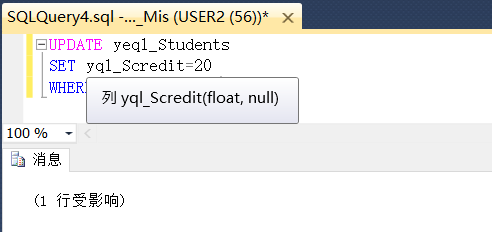 SQLQuery4.sql -..._Mis (USER2 (56))*
UPDATE yeql_Students
SET yql_Scredit=20
WHER
列 yql_Scredit(float, null)
100 %
消息
(1 行受影响)